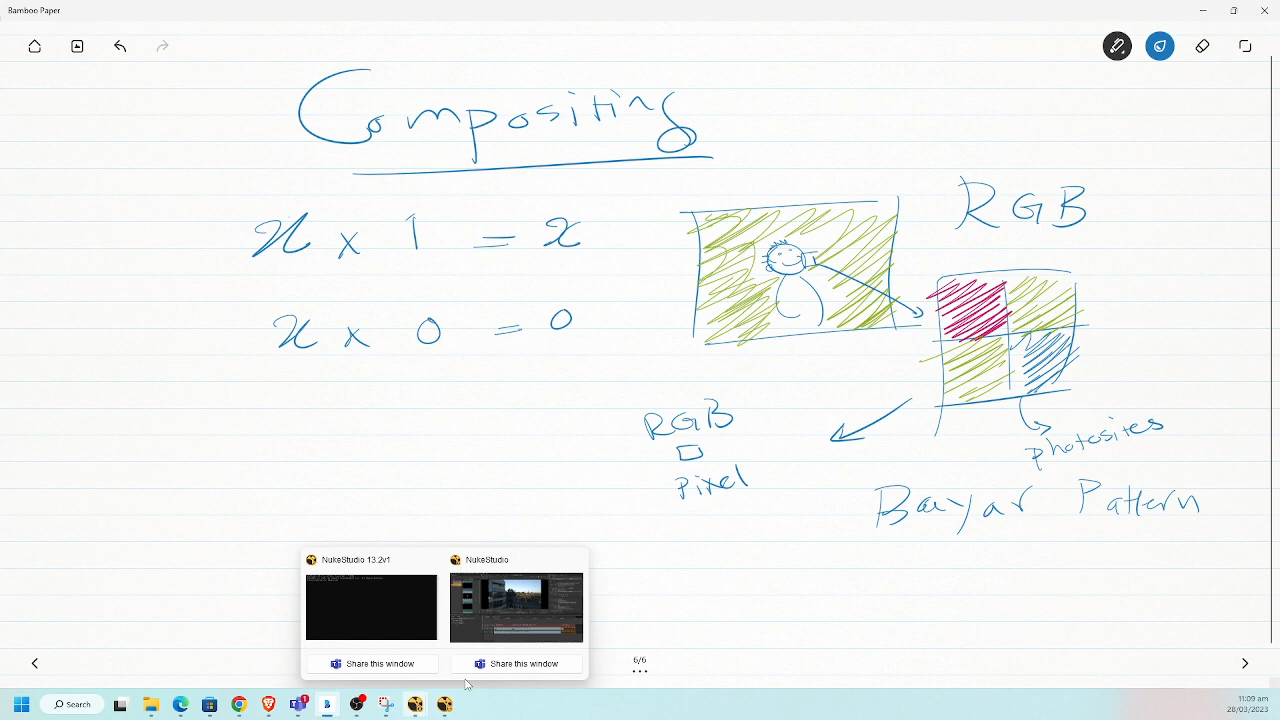 Bamboo Paper
Compositing
x x 1 = x
x x 0 = 0
RGB
RGB
pixel
photosites
Bayar Pattern
NukeStudio 13.2v1
NukeStudio
Share this window
Share this window
6/6
Search
1
11:09 am
28/03/2023